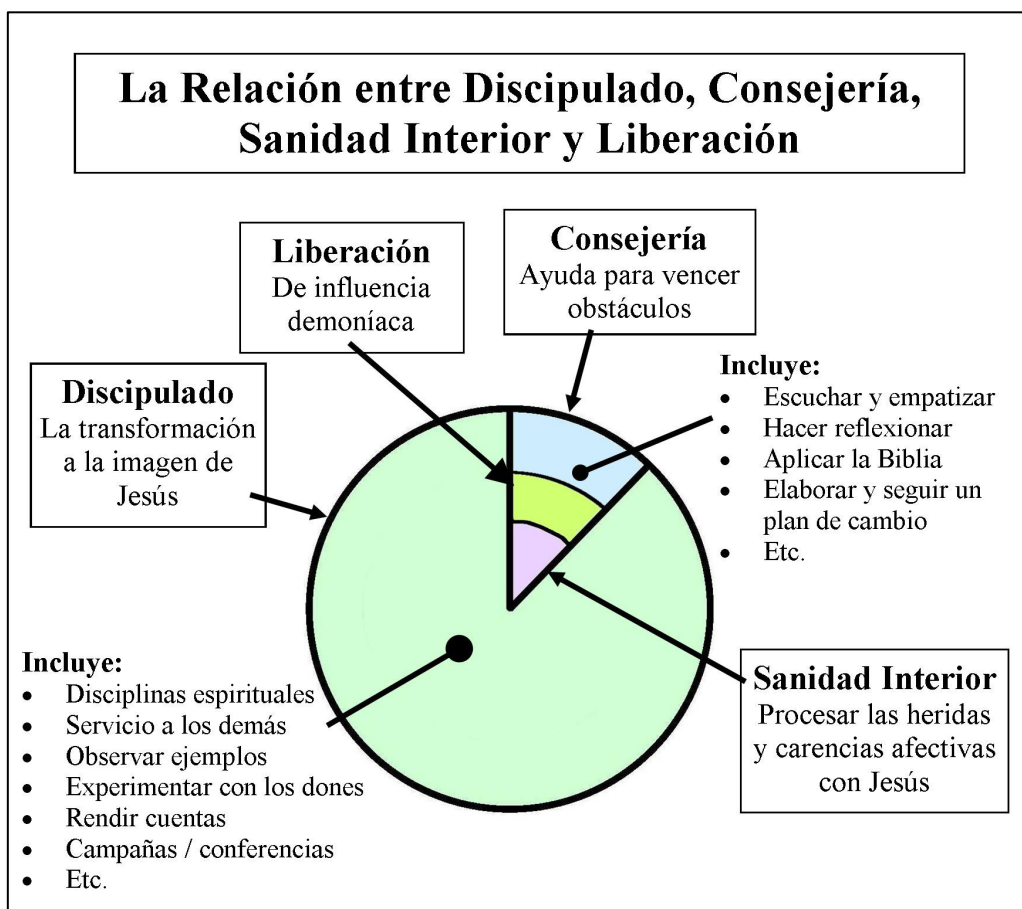 La Relación entre Discipulado, Consejería,
Sanidad Interior y Liberación
Liberación
De influencia
demoníaca
Consejería
Ayuda para vencer
obstáculos
Discipulado
La transformación
a la imagen de
Jesús
Incluye:
• Escuchar y empatizar
• Hacer reflexionar
• Aplicar la Biblia
• Elaborar y seguir un
plan de cambio
• Etc.
Incluye:
• Disciplinas espirituales
• Servicio a los demás
• Observar ejemplos
• Experimentar con los dones
• Rendir cuentas
• Campañas / conferencias
• Etc.
Sanidad Interior
Procesar las heridas
y carencias afectivas
con Jesús